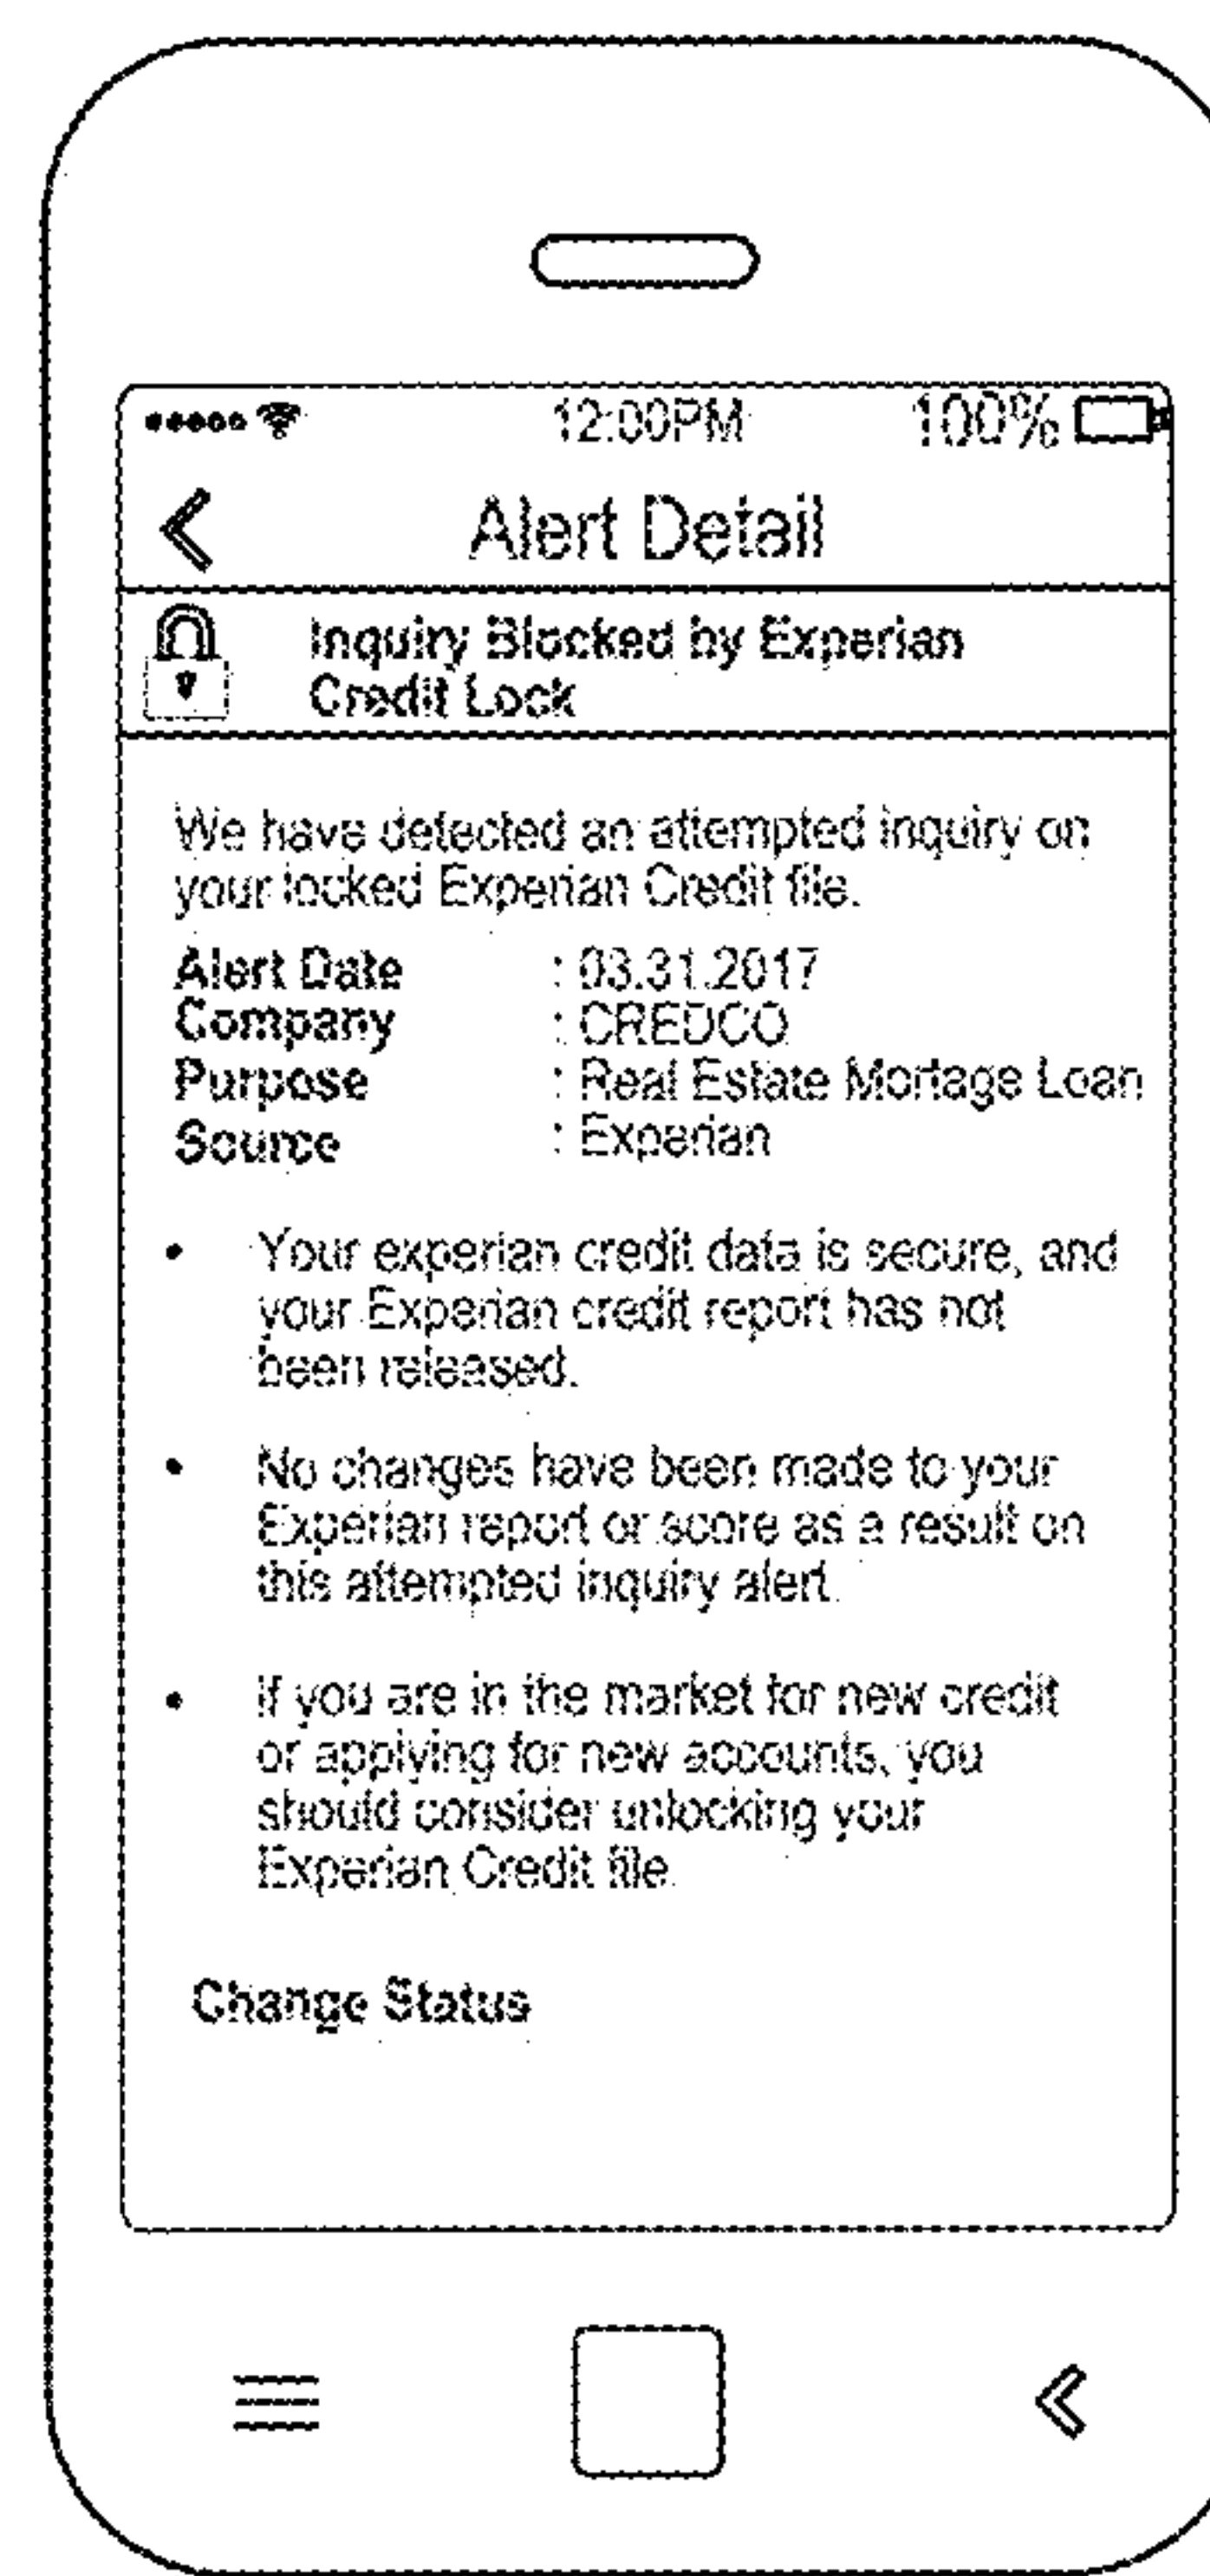 12:00PM 100%
Alert Detail
Inquiry Blocked by Experian
Credit Lock
We have detected an attempted inquiry on
your locked Experian Credit file.
Alert Date : 03.31.2017
Company : CREDCO
Purpose : Real Estate Mortage Loan
Source : Experian
• Your experian credit data is secure, and
your Experian credit report has not
been released.
• No changes have been made to your
Experian report or score as a result on
this attempted inquiry alert.
• If you are in the market for new credit
or applying for new accounts, you
should consider unlocking your
Experian Credit file.
Change Status